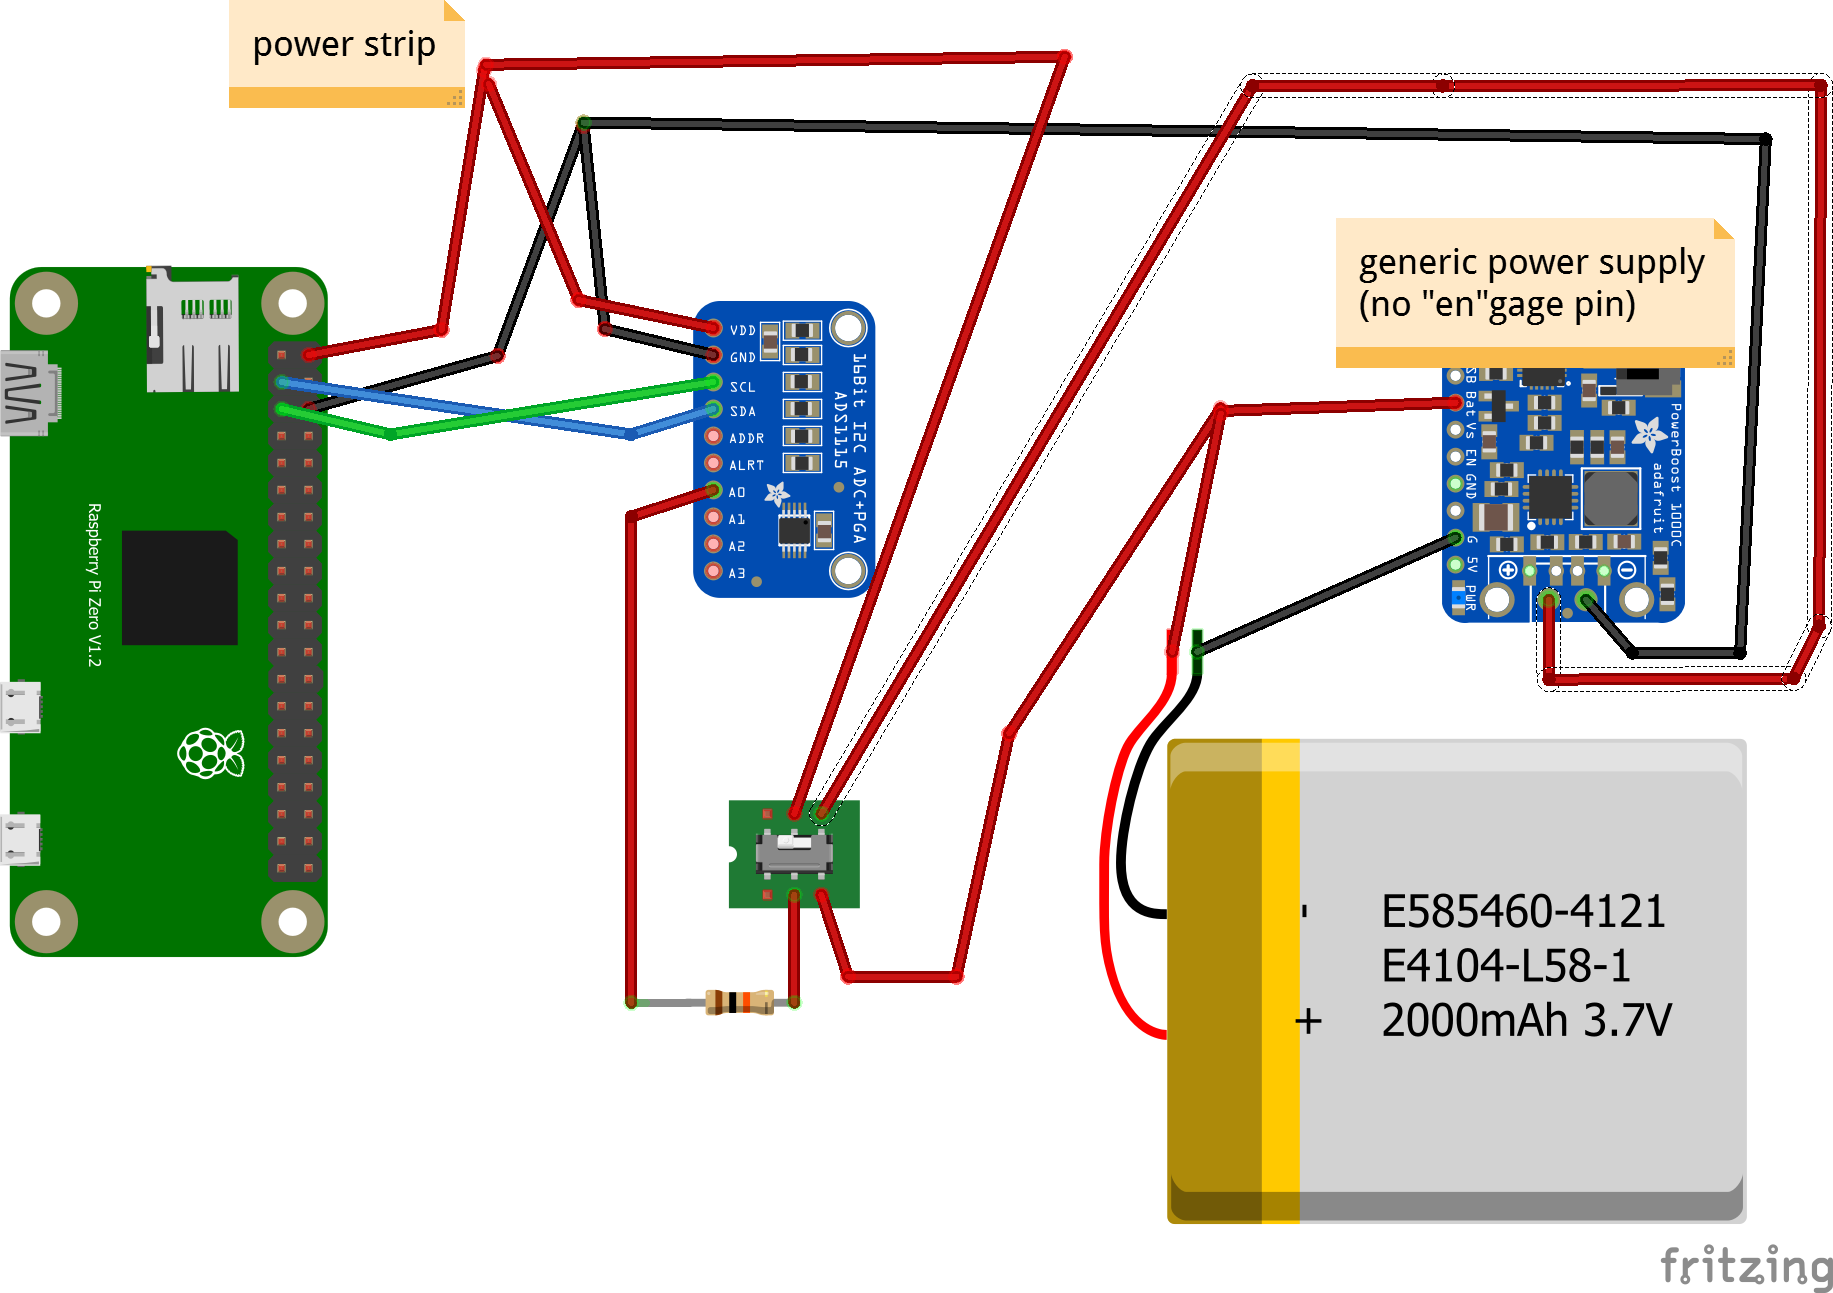 power strip
generic power supply
(no "en"gage pin)
Raspberry Pi Zero V1.2
VDD
GND
SCL
SDA
ADDR
ALRT
A0
A1
A2
A3
16Bit I2C ADC+PGA
ADS1115
SB
Bat
Vs
EN
GND
G
5V
PWR
PowerBoost 1000C
adafruit
E585460-4121
E4104-L58-1
- 
+ 2000mAh 3.7V
fritzing